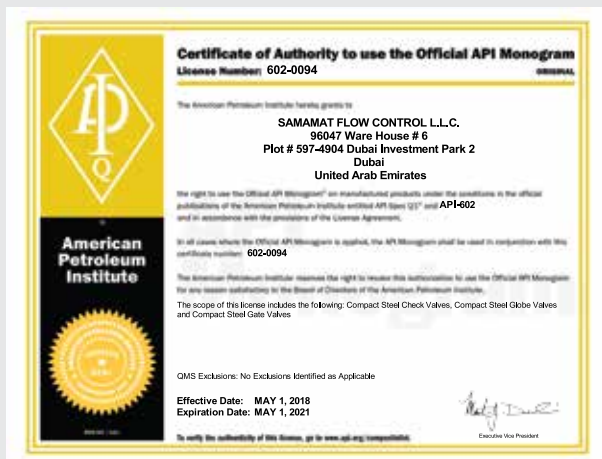 Certificate of Authority to use the Official API Monogram
License Number: 602-0094
ORIGINAL
The American Petroleum Institute hereby grants to
SAMAMAT FLOW CONTROL L.L.C.
96047 Ware House # 6
Plot # 597-4904 Dubai Investment Park 2
Dubai
United Arab Emirates
the right to use the Official API Monogram® on manufactured products under the conditions in the official
publications of the American Petroleum Institute entitled API Spec Q1® and API-602
and in accordance with the provisions of the License Agreement.
In all cases where the Official API Monogram is applied, the API Monogram shall be used in conjunction with this
certificate number: 602-0094
The American Petroleum Institute reserves the right to revoke this authorization to use the Official API Monogram
for any reason satisfactory to the Board of Directors of the American Petroleum Institute.
The scope of this license includes the following: Compact Steel Check Valves, Compact Steel Globe Valves
and Compact Steel Gate Valves
QMS Exclusions: No Exclusions Identified as Applicable
Effective Date: MAY 1, 2018
Expiration Date: MAY 1, 2021
To verify the authenticity of this license, go to www.api.org/compositelist.
Executive Vice President
API
Q
American
Petroleum
Institute